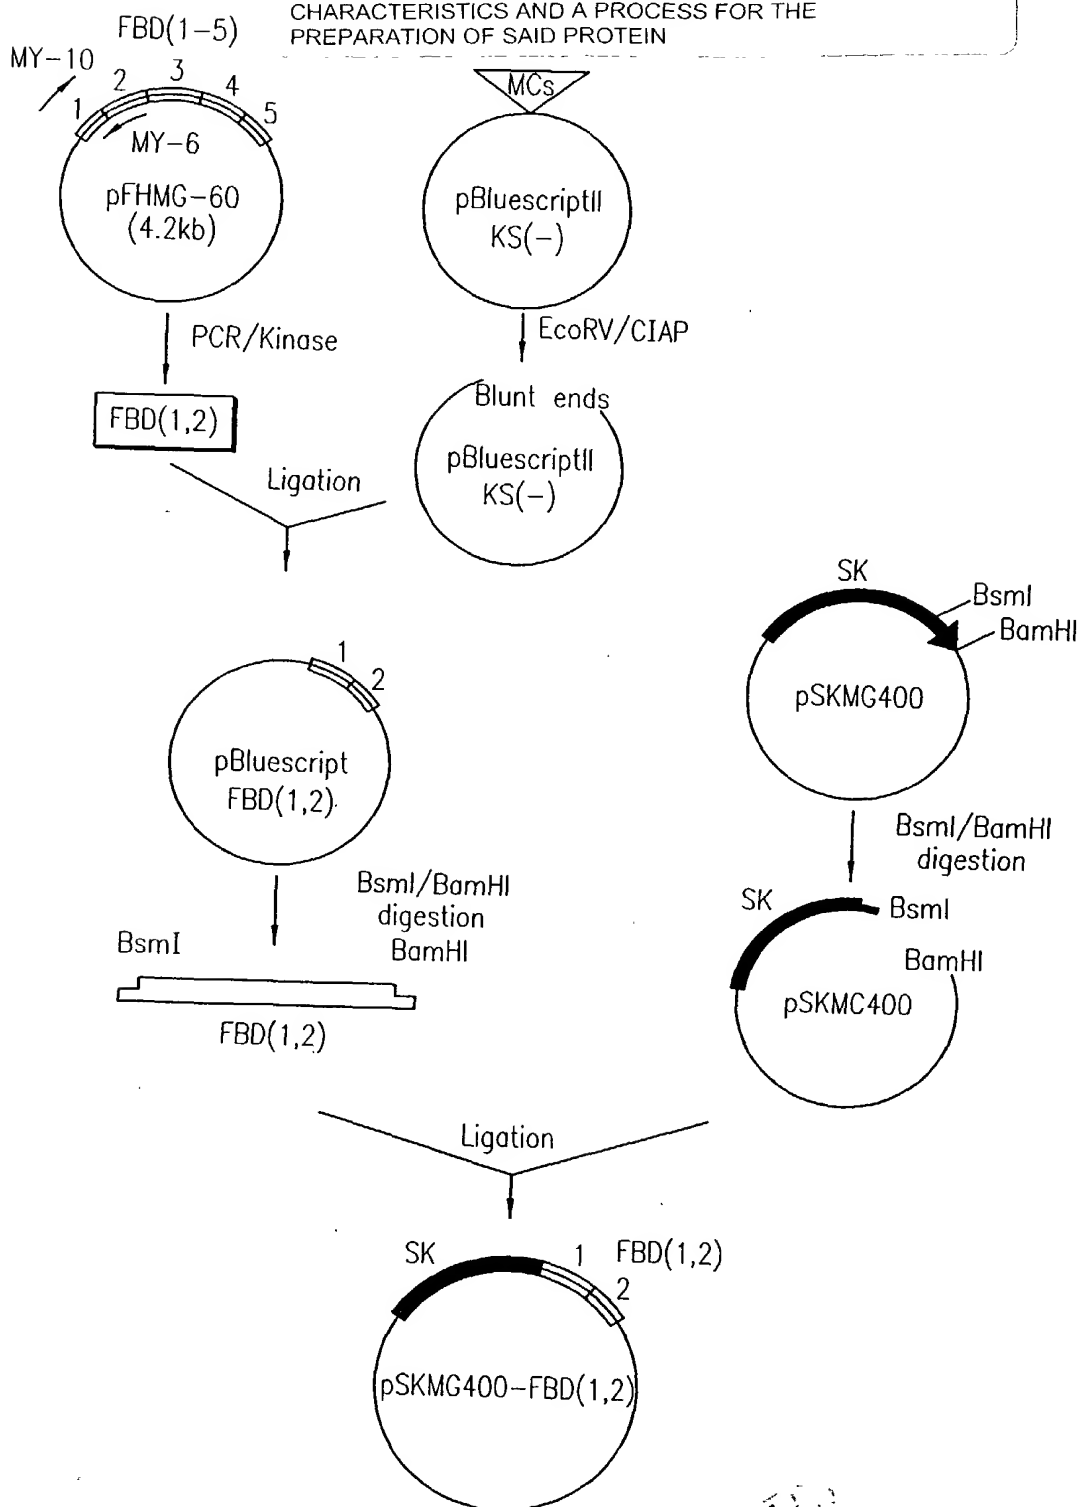 CHARACTERISTICS AND A PROCESS FOR THE
PREPARATION OF SAID PROTEIN
FBD(1-5)
MY-10
1
2
3
4
5
MY-6
pFHMG-60
(4.2kb)
MCs
pBluescriptII
KS(-)
PCR/Kinase
EcoRV/CIAP
FBD(1,2)
Blunt ends
pBluescriptII
KS(-)
Ligation
1
2
pBluescript
FBD(1,2)
SK
BsmI
BamHI
pSKMG400
BsmI/BamHI
digestion
BsmI/BamHI
digestion
BsmI
BamHI
FBD(1,2)
SK
BsmI
BamHI
pSKMC400
Ligation
SK
1
FBD(1,2)
2
pSKMG400-FBD(1,2)